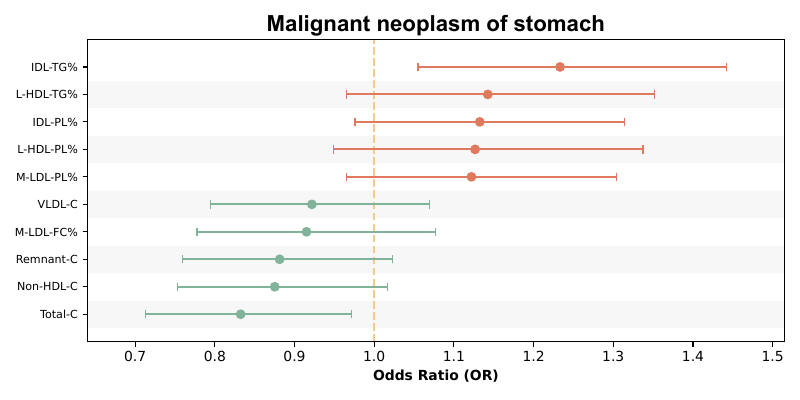 Malignant neoplasm of stomach
IDL-TG%
L-HDL-TG%
IDL-PL%
L-HDL-PL%
M-LDL-PL%
VLDL-C
M-LDL-FC%
Remnant-C
Non-HDL-C
Total-C
0.7 0.8 0.9 1.0 1.1 1.2 1.3 1.4 1.5
Odds Ratio (OR)